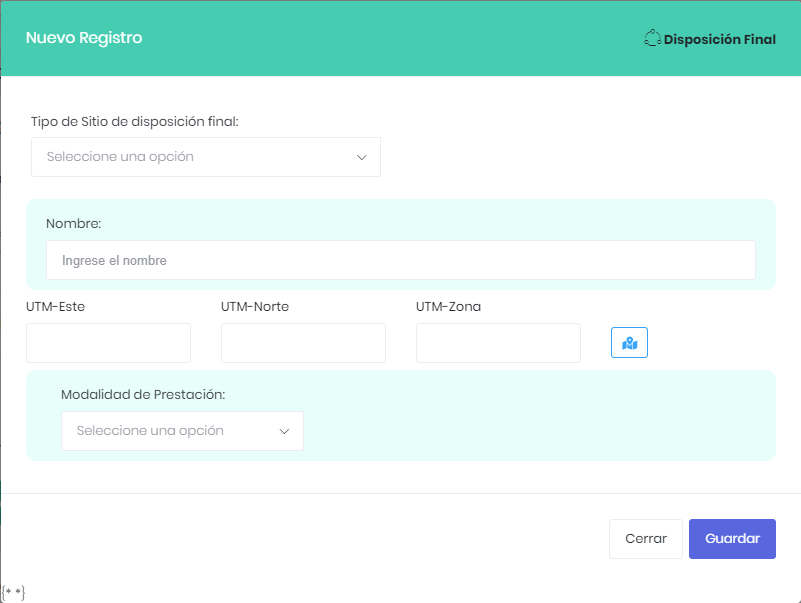 Nuevo Registro
Disposición Final
Tipo de Sitio de disposición final:
Seleccione una opción
Nombre:
Ingrese el nombre
UTM-Este UTM-Norte UTM-Zona
Modalidad de Prestación:
Seleccione una opción
Cerrar Guardar
{* *}